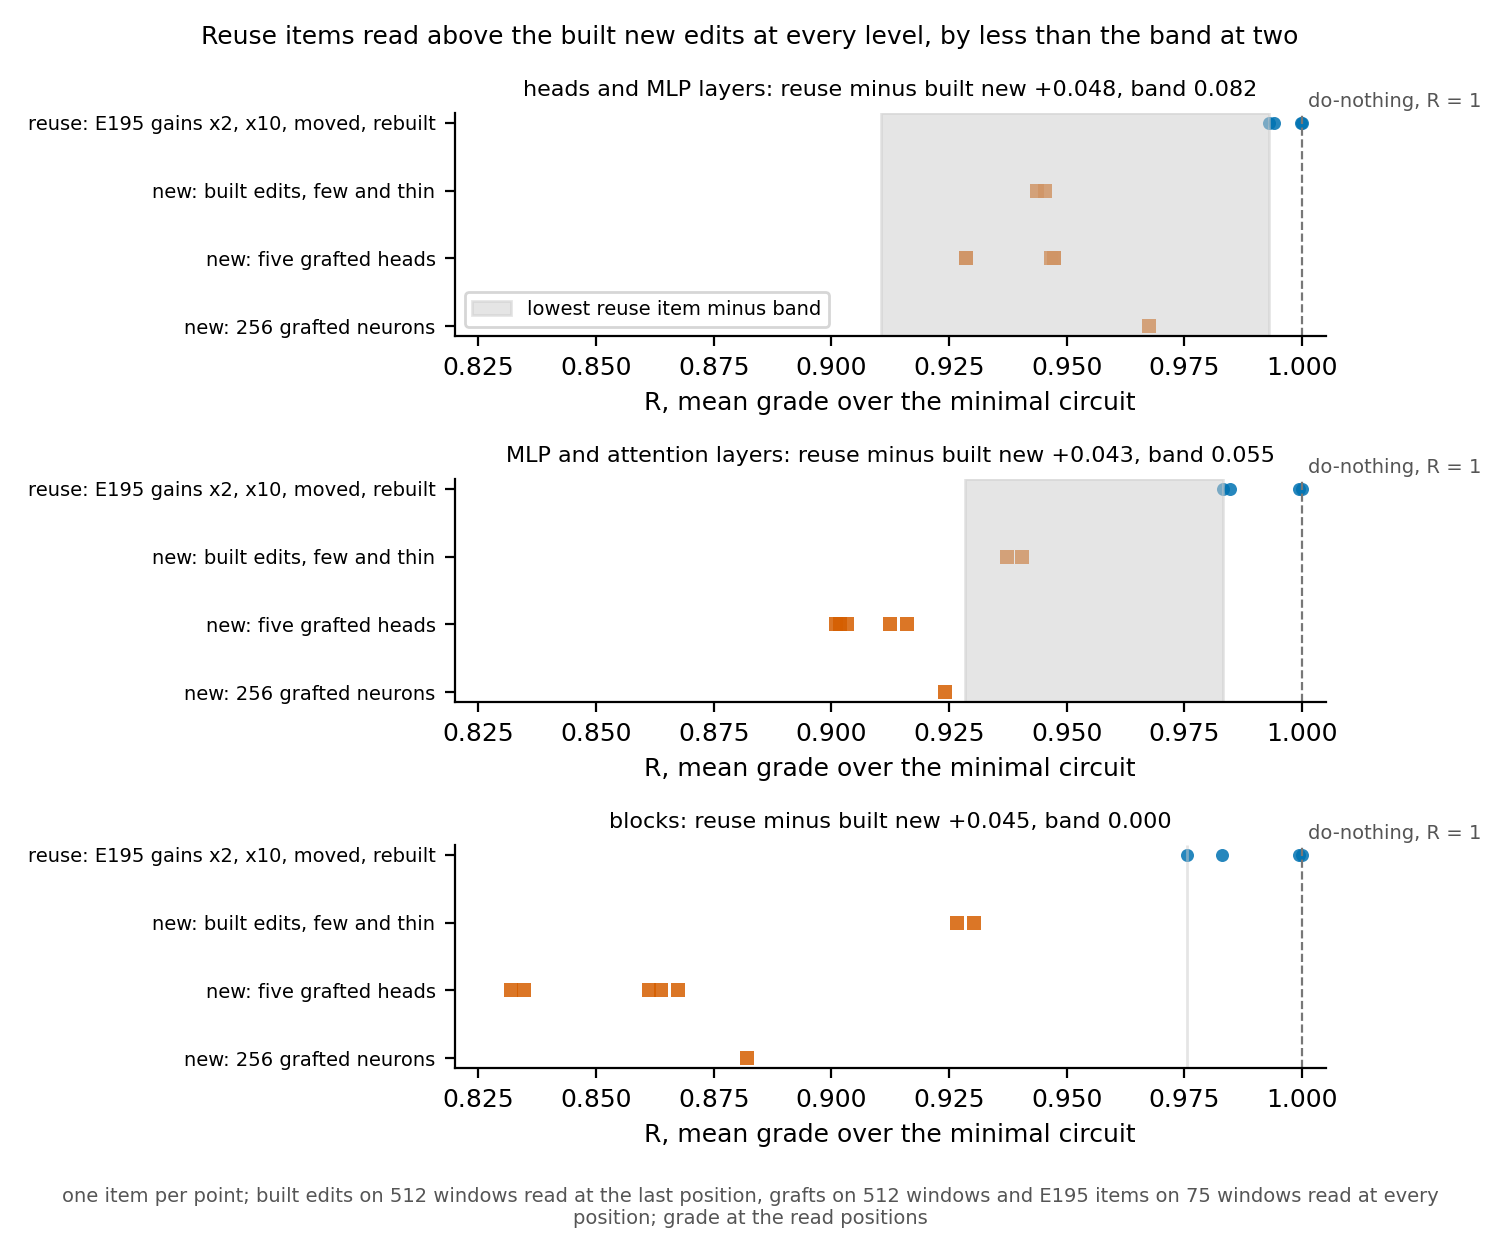 Reuse items read above the built new edits at every level, by less than the band at two
heads and MLP layers: reuse minus built new +0.048, band 0.082
do-nothing, R = 1
reuse: E195 gains x2, x10, moved, rebuilt
new: built edits, few and thin
new: five grafted heads
new: 256 grafted neurons
lowest reuse item minus band
0.825 0.850 0.875 0.900 0.925 0.950 0.975 1.000
R, mean grade over the minimal circuit
MLP and attention layers: reuse minus built new +0.043, band 0.055
do-nothing, R = 1
reuse: E195 gains x2, x10, moved, rebuilt
new: built edits, few and thin
new: five grafted heads
new: 256 grafted neurons
0.825 0.850 0.875 0.900 0.925 0.950 0.975 1.000
R, mean grade over the minimal circuit
blocks: reuse minus built new +0.045, band 0.000
do-nothing, R = 1
reuse: E195 gains x2, x10, moved, rebuilt
new: built edits, few and thin
new: five grafted heads
new: 256 grafted neurons
0.825 0.850 0.875 0.900 0.925 0.950 0.975 1.000
R, mean grade over the minimal circuit
one item per point; built edits on 512 windows read at the last position, grafts on 512 windows and E195 items on 75 windows read at every
position; grade at the read positions